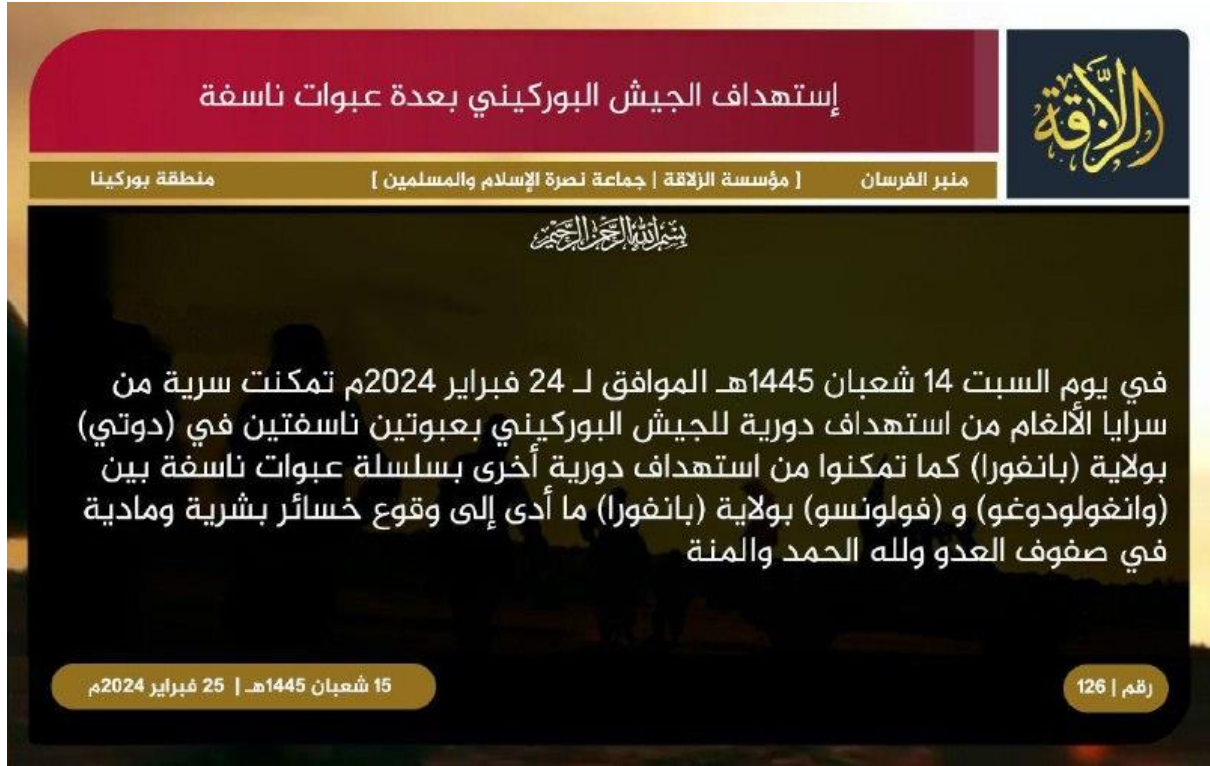 إستهداف الجيش البوركيني بعدة عبوات ناسفة
الزلاقة
منبر الفرسان [ مؤسسة الزلاقة | جماعة نصرة الإسلام والمسلمين ] منطقة بوركينا
بسم الله الرحمن الرحيم
في يوم السبت 14 شعبان 1445هـ الموافق لـ 24 فبراير 2024م تمكنت سرية من
سرايا الألغام من استهداف دورية للجيش البوركيني بعبوتين ناسفتين في (دوتي)
بولاية (بانفورا) كما تمكنوا من استهداف دورية أخرى بسلسلة عبوات ناسفة بين
(وانغولودوغو) و (فولونسو) بولاية (بانفورا) ما أدى إلى وقوع خسائر بشرية ومادية
في صفوف العدو ولله الحمد والمنة
رقم | 126
15 شعبان 1445هـ | 25 فبراير 2024م